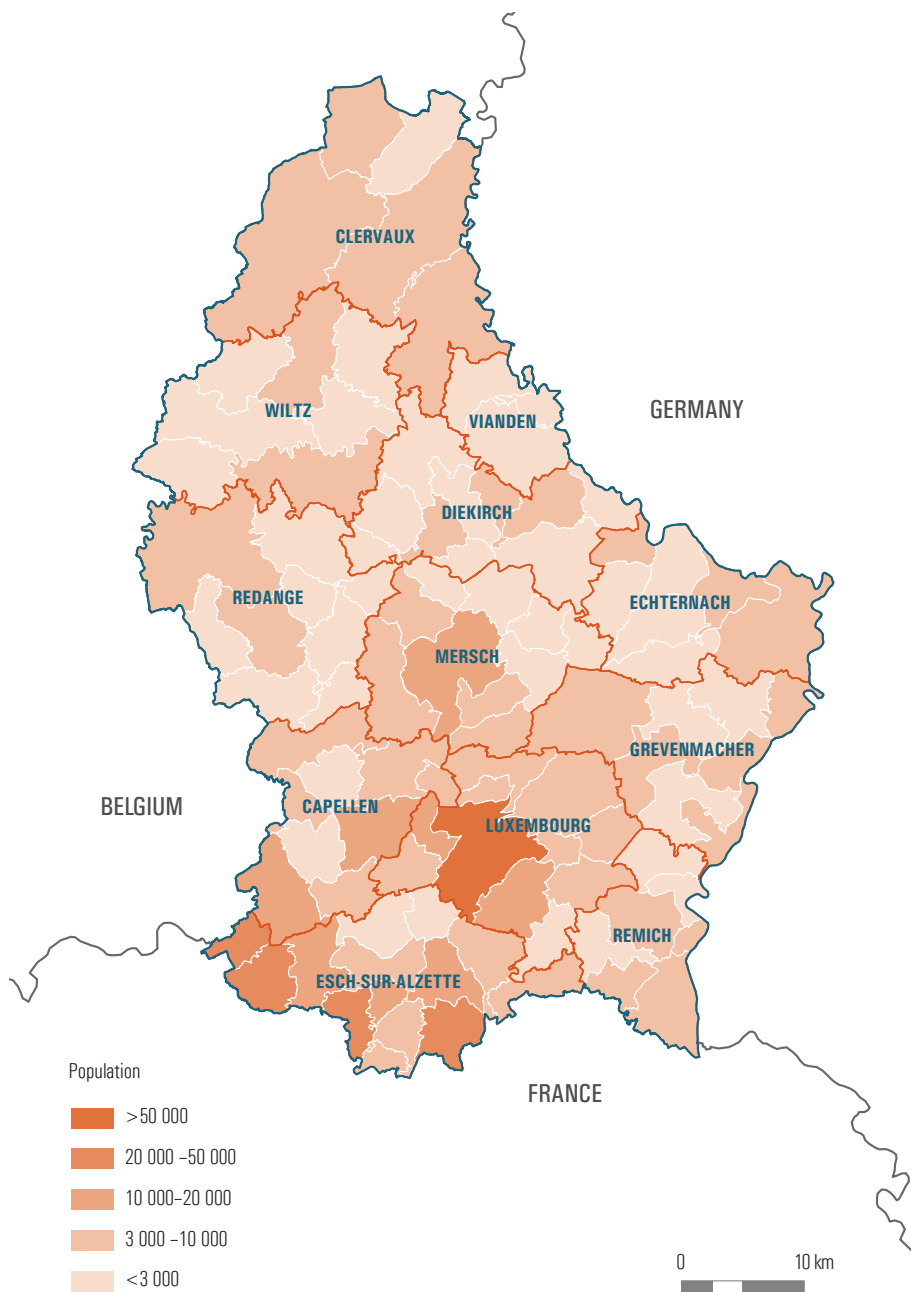 CLERVAUX
WILTZ
VIANDEN
GERMANY
DIEKIRCH
REDANGE
ECHTERNACH
MERSCH
GREVENMACHER
BELGIUM
CAPELLEN
LUXEMBOURG
REMICH
ESCH-SUR-ALZETTE
FRANCE
Population
>50 000
20 000 –50 000
10 000–20 000
3 000 –10 000
<3 000
0 10 km